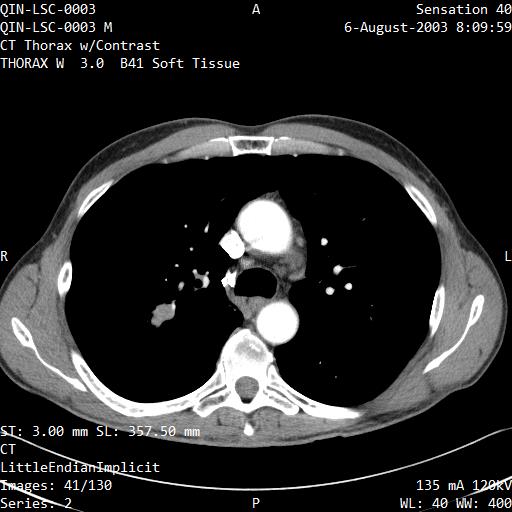 QIN-LSC-0003 A Sensation 40
QIN-LSC-0003 M 6-August-2003 8:09:59
CT Thorax w/Contrast
THORAX W 3.0 B41 Soft Tissue
R L
ST: 3.00 mm SL: 357.50 mm
CT
LittleEndianImplicit
Images: 41/130 135 mA 120kV
Series: 2 P WL: 40 WW: 400